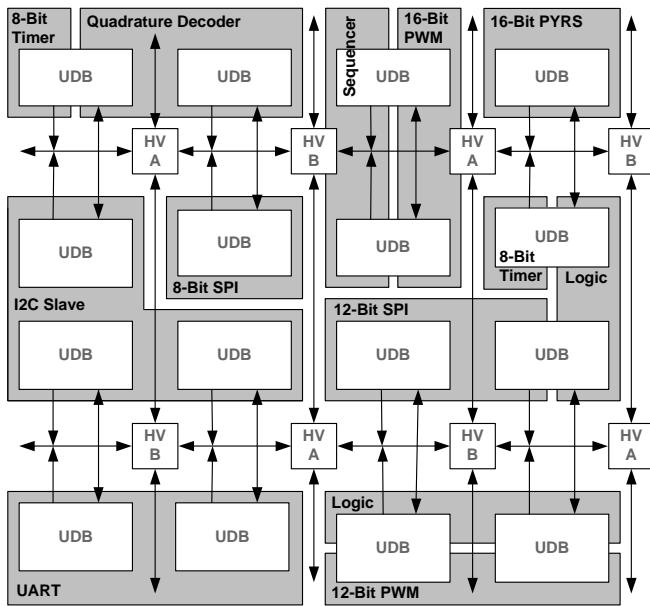 8-Bit
Timer
Quadrature Decoder
Sequencer
16-Bit
PWM
16-Bit PYRS
UDB
UDB
UDB
UDB
HV
A
HV
B
HV
A
HV
B
UDB
UDB
UDB
UDB
8-Bit
Timer
Logic
I2C Slave
8-Bit SPI
12-Bit SPI
UDB
UDB
UDB
UDB
HV
B
HV
A
HV
B
HV
A
Logic
UDB
UDB
UDB
UDB
UART
12-Bit PWM